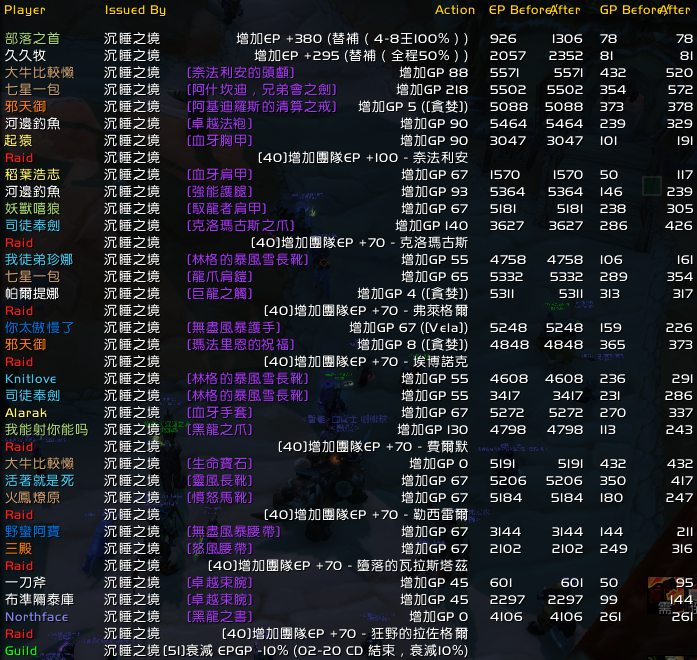 Player Issued By Action EP Before After GP Before After
部落之首 沉睡之境 增加EP +380 (替補 ( 4-8王100% ) ) 926 1306 78 78
久久牧 沉睡之境 增加EP +295 (替補 ( 全程50% ) ) 2057 2352 81 81
大牛比較懶 沉睡之境 [奈法利安的頭顱] 增加GP 88 5571 5571 432 520
七星一包 沉睡之境 [阿什坎迪，兄弟會之劍] 增加GP 218 5502 5502 354 572
邪天御 沉睡之境 [阿基迪羅斯的清算之戒] 增加GP 5 ([貪婪]) 5088 5088 373 378
河邊釣魚 沉睡之境 [卓越法袍] 增加GP 90 5464 5464 239 329
起猿 沉睡之境 [血牙胸甲] 增加GP 90 3047 3047 101 191
Raid 沉睡之境 [40]增加團隊EP +100 - 奈法利安
稻葉浩志 沉睡之境 [血牙肩甲] 增加GP 67 1570 1570 50 117
河邊釣魚 沉睡之境 [強能護腿] 增加GP 93 5364 5364 146 239
妖獸嘻狼 沉睡之境 [馭龍者肩甲] 增加GP 67 5181 5181 238 305
司徒奉劍 沉睡之境 [克洛瑪古斯之爪] 增加GP 140 3627 3627 286 426
Raid 沉睡之境 [40]增加團隊EP +70 - 克洛瑪古斯
我徒弟珍娜 沉睡之境 [林格的暴風雪長靴] 增加GP 55 4758 4758 106 161
七星一包 沉睡之境 [龍爪肩鎧] 增加GP 65 5332 5332 289 354
帕爾提娜 沉睡之境 [巨龍之觸] 增加GP 4 ([貪婪]) 5311 5311 313 317
Raid 沉睡之境 [40]增加團隊EP +70 - 弗萊格爾
你太傲慢了 沉睡之境 [無盡風暴護手] 增加GP 67 ([Vela]) 5248 5248 159 226
邪天御 沉睡之境 [瑪法里恩的祝福] 增加GP 8 ([貪婪]) 4848 4848 365 373
Raid 沉睡之境 [40]增加團隊EP +70 - 埃博諾克
Knitlove 沉睡之境 [林格的暴風雪長靴] 增加GP 55 4608 4608 236 291
司徒奉劍 沉睡之境 [林格的暴風雪長靴] 增加GP 55 3417 3417 231 286
Alarak 沉睡之境 [血牙手套] 增加GP 67 5272 5272 270 337
我能射你能吗 沉睡之境 [黑龍之爪] 增加GP 130 4798 4798 113 243
Raid 沉睡之境 [40]增加團隊EP +70 - 費爾默
大牛比較懶 沉睡之境 [生命寶石] 增加GP 0 5191 5191 432 432
活著就是死 沉睡之境 [靈風長靴] 增加GP 67 5206 5206 350 417
火鳳燎原 沉睡之境 [憤怒馬靴] 增加GP 67 5184 5184 180 247
Raid 沉睡之境 [40]增加團隊EP +70 - 勒西雷爾
野蠻阿寶 沉睡之境 [無盡風暴腰帶] 增加GP 67 3144 3144 144 211
三殿 沉睡之境 [怒風腰帶] 增加GP 67 2102 2102 249 316
Raid 沉睡之境 [40]增加團隊EP +70 - 墮落的瓦拉斯塔茲
一刀斧 沉睡之境 [卓越束腕] 增加GP 45 601 601 50 95
布準隬泰庫 沉睡之境 [卓越束腕] 增加GP 45 2297 2297 99 144
Northface 沉睡之境 [黑龍之書] 增加GP 0 4106 4106 261 261
Raid 沉睡之境 [40]增加團隊EP +70 - 狂野的拉佐格爾
Guild 沉睡之境 [51]衰減 EPGP -10% (02-20 CD 結束 , 衰減10%)